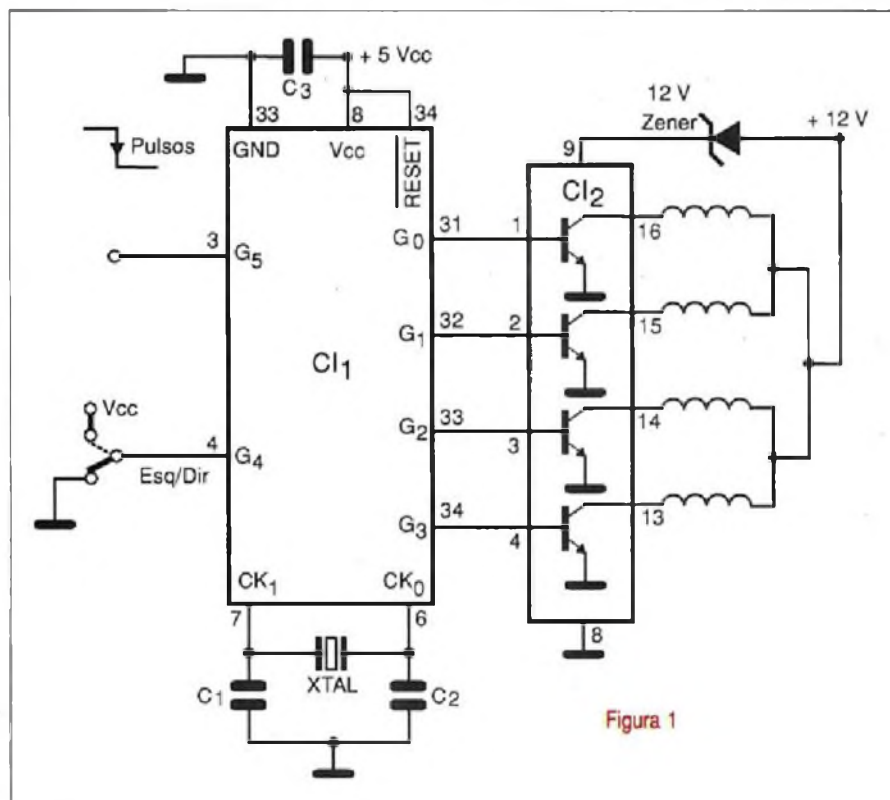 + 5 Vcc
C3
33
8
34
12 V
Zener
+ 12 V
Pulsos
GND
Vcc
RESET
9
CI2
3
G5
G0
31
1
16
G1
32
2
15
CI1
Vcc
4
G4
Esq/Dir
G2
33
3
14
G3
34
4
13
CK1
CK0
7
6
8
C1
XTAL
C2
Figura 1